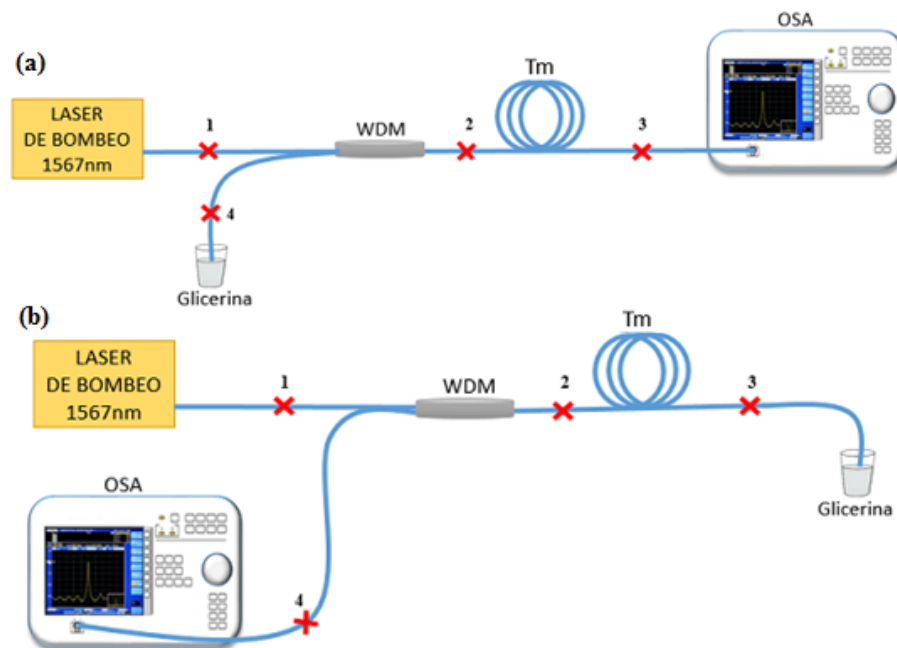 (a)
OSA
Tm
LASER
DE BOMBEO
1567nm
1
WDM
2
3
4
Glicerina
(b)
Tm
LASER
DE BOMBEO
1567nm
1
WDM
2
3
OSA
Glicerina
4